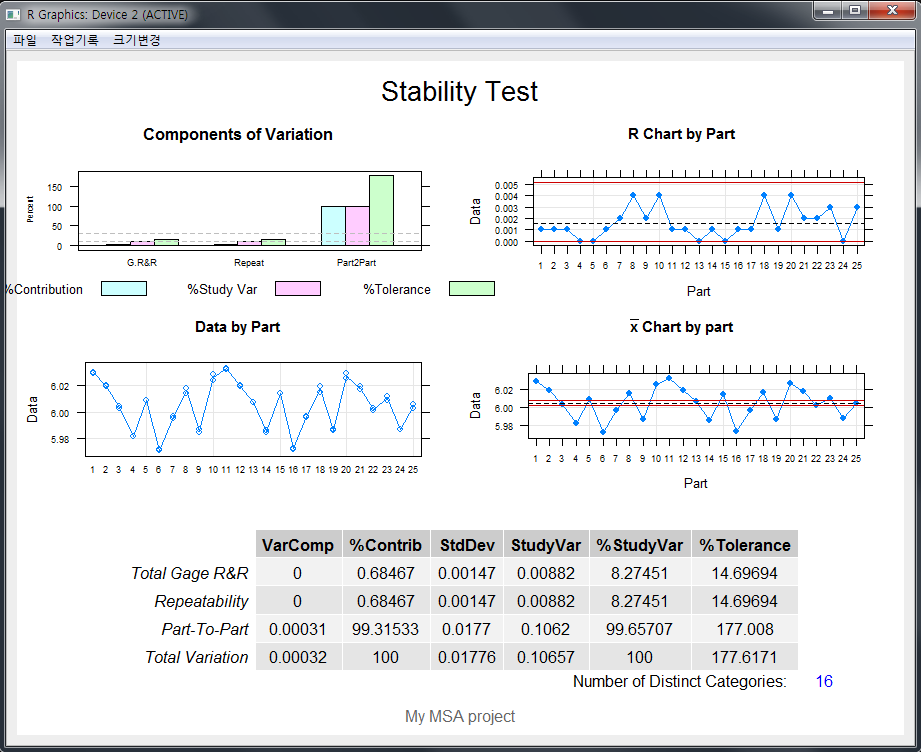 R Graphics: Device 2 (ACTIVE)
파일 작업기록 크기변경
Stability Test
Components of Variation
Percent
150
100
50
0
G.R&R Repeat Part2Part
%Contribution %Study Var %Tolerance
R Chart by Part
Data
0.005
0.004
0.003
0.002
0.001
0.000
1 2 3 4 5 6 7 8 9 10 11 12 13 14 15 16 17 18 19 20 21 22 23 24 25
Part
Data by Part
Data
6.02
6.00
5.98
1 2 3 4 5 6 7 8 9 10 11 12 13 14 15 16 17 18 19 20 21 22 23 24 25
x̅ Chart by part
Data
6.02
6.00
5.98
1 2 3 4 5 6 7 8 9 10 11 12 13 14 15 16 17 18 19 20 21 22 23 24 25
Part
VarComp %Contrib StdDev StudyVar %StudyVar %Tolerance
Total Gage R&R 0 0.68467 0.00147 0.00882 8.27451 14.69694
Repeatability 0 0.68467 0.00147 0.00882 8.27451 14.69694
Part-To-Part 0.00031 99.31533 0.0177 0.1062 99.65707 177.008
Total Variation 0.00032 100 0.01776 0.10657 100 177.6171
Number of Distinct Categories: 16
My MSA project